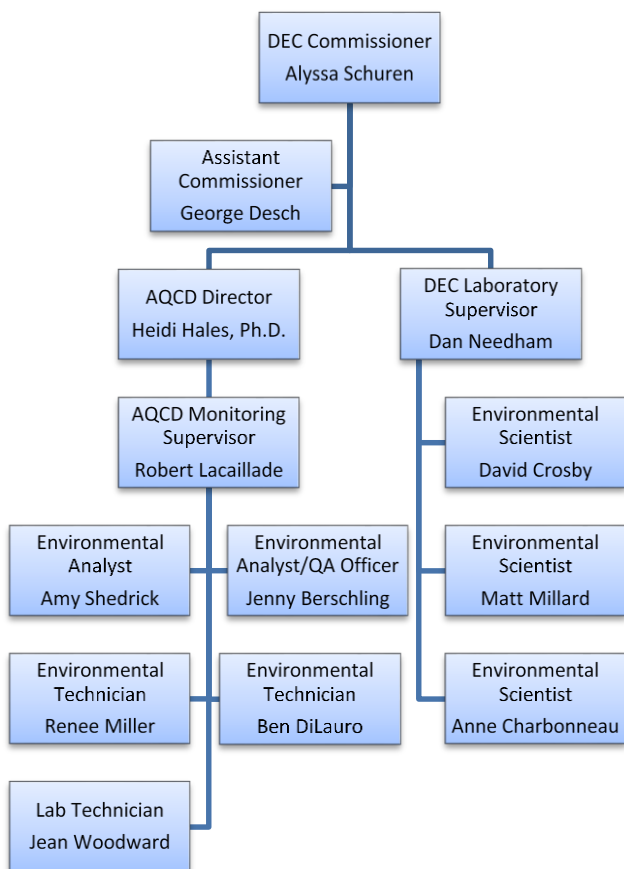 DEC Commissioner
Alyssa Schuren
Assistant
Commissioner
George Desch
AQCD Director
Heidi Hales, Ph.D.
DEC Laboratory
Supervisor
Dan Needham
AQCD Monitoring
Supervisor
Robert Lacaillade
Environmental
Scientist
David Crosby
Environmental
Analyst
Amy Shedrick
Environmental
Analyst/QA Officer
Jenny Berschling
Environmental
Scientist
Matt Millard
Environmental
Technician
Renee Miller
Environmental
Technician
Ben DiLauro
Environmental
Scientist
Anne Charbonneau
Lab Technician
Jean Woodward